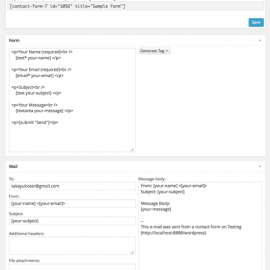 [contact-form-7 id="1056" title="Sample Form"]
Save
Form
Generate Tag
<p>Your Name (required)<br />
[text* your-name] </p>
<p>Your Email (required)<br />
[email* your-email] </p>
<p>Subject<br />
[text your-subject] </p>
<p>Your Message<br />
[textarea your-message] </p>
<p>[submit "Send"]</p>
Mail
To:
takayukister@gmail.com
From:
[your-name] <[your-email]>
Subject:
[your-subject]
Additional headers:
File attachments:
Message body:
From: [your-name] <[your-email]>
Subject: [your-subject]
Message Body:
[your-message]
--
This e-mail was sent from a contact form on Testing
(http://localhost:8888/wordpress)